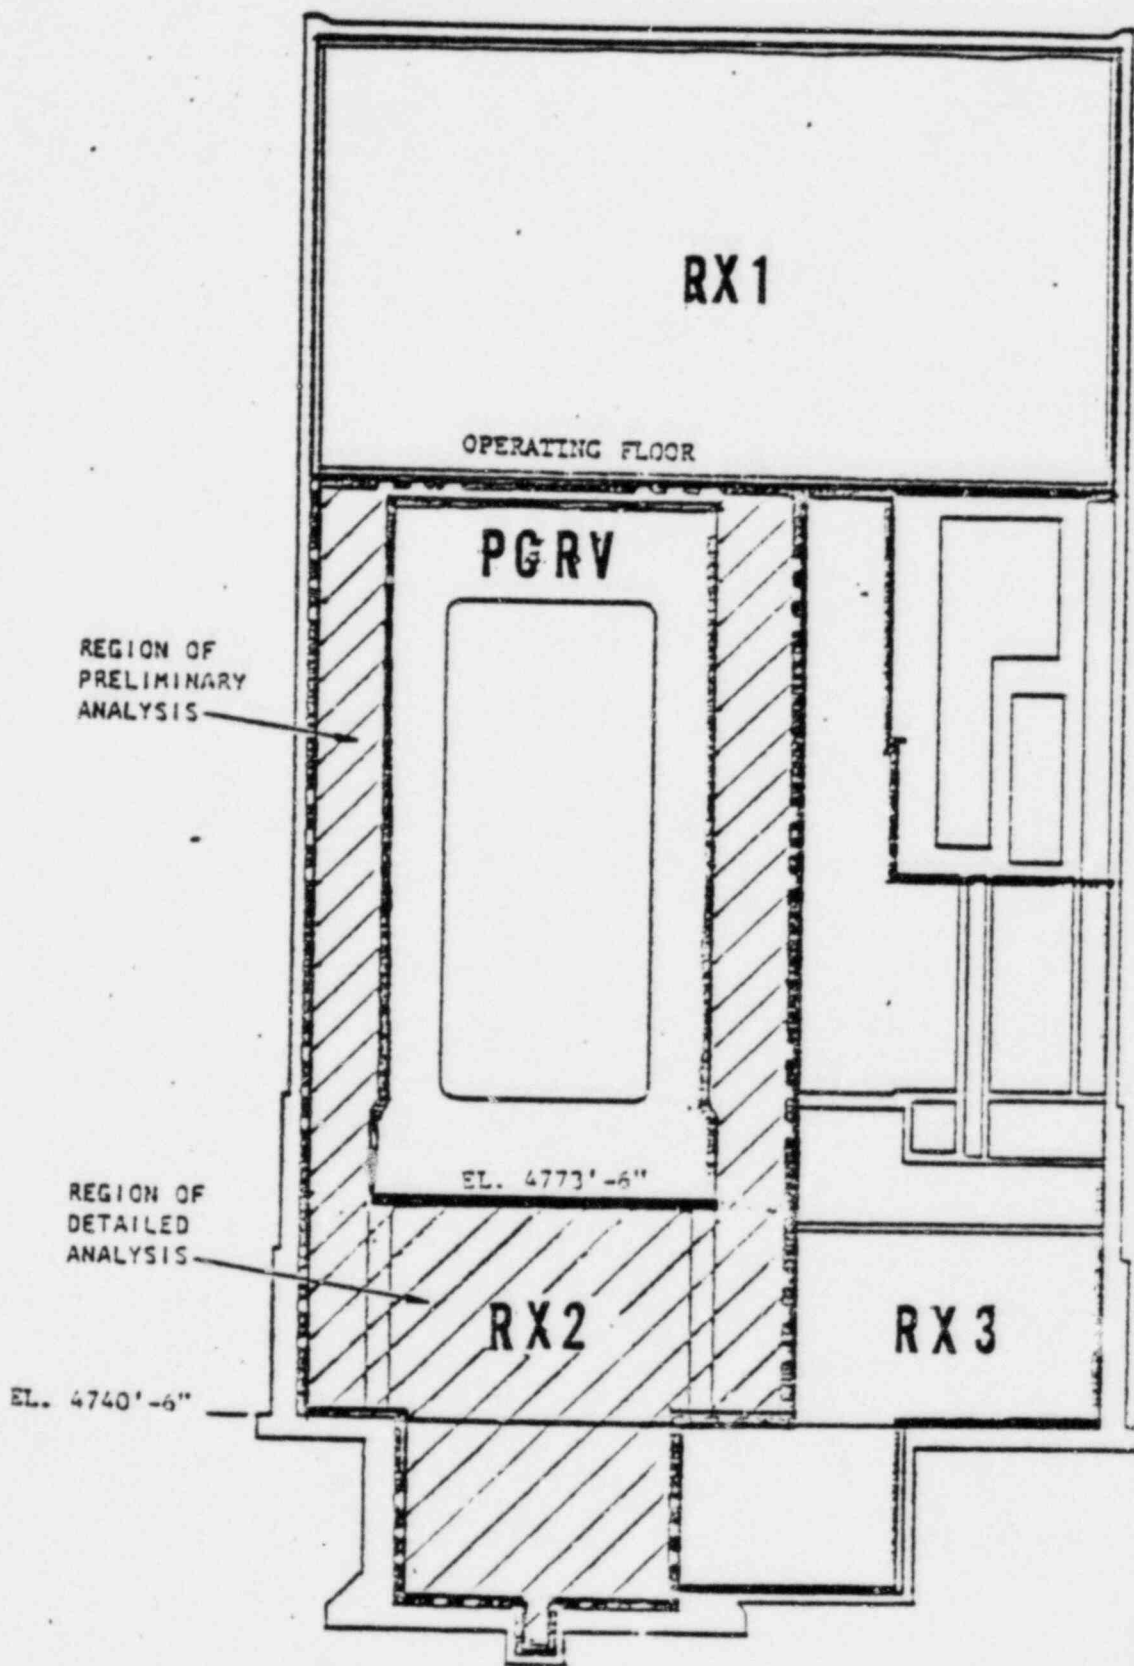 RX1
OPERATING FLOOR
PGRV
REGION OF
PRELIMINARY
ANALYSIS
EL. 4773'-6"
REGION OF
DETAILED
ANALYSIS
RX2
RX3
EL. 4740'-6"